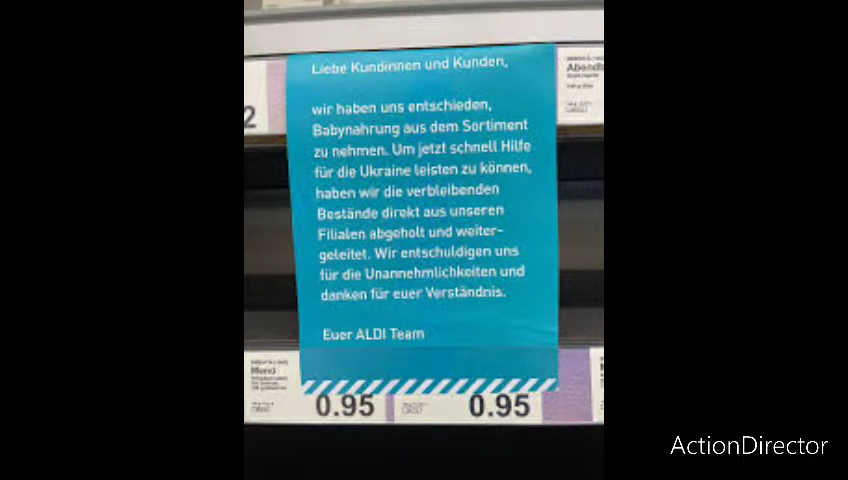 Liebe Kundinnen und Kunden,
wir haben uns entschieden,
Babynahrung aus dem Sortiment
zu nehmen. Um jetzt schnell Hilfe
für die Ukraine leisten zu können,
haben wir die verbleibenden
Bestände direkt aus unseren
Filialen abgeholt und weiter-
geleitet. Wir entschuldigen uns
für die Unannehmlichkeiten und
danken für euer Verständnis.
Euer ALDI Team
2
Menü
0.95
0.95
ActionDirector